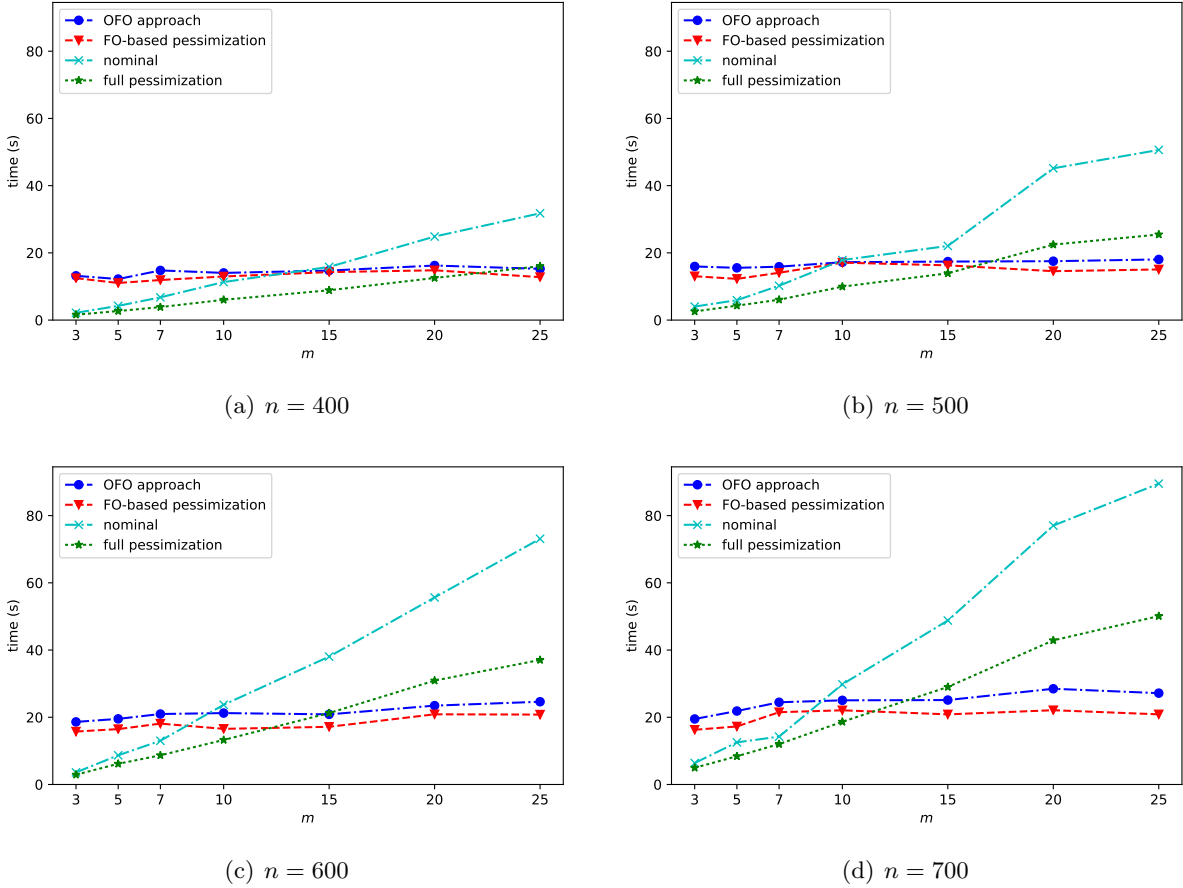 OFO approach
FO-based pessimization
nominal
full pessimization
80
60
40
20
0
time (s)
3 5 7 10 15 20 25
m
(a) n = 400
OFO approach
FO-based pessimization
nominal
full pessimization
80
60
40
20
0
time (s)
3 5 7 10 15 20 25
m
(b) n = 500
OFO approach
FO-based pessimization
nominal
full pessimization
80
60
40
20
0
time (s)
3 5 7 10 15 20 25
m
(c) n = 600
OFO approach
FO-based pessimization
nominal
full pessimization
80
60
40
20
0
time (s)
3 5 7 10 15 20 25
m
(d) n = 700